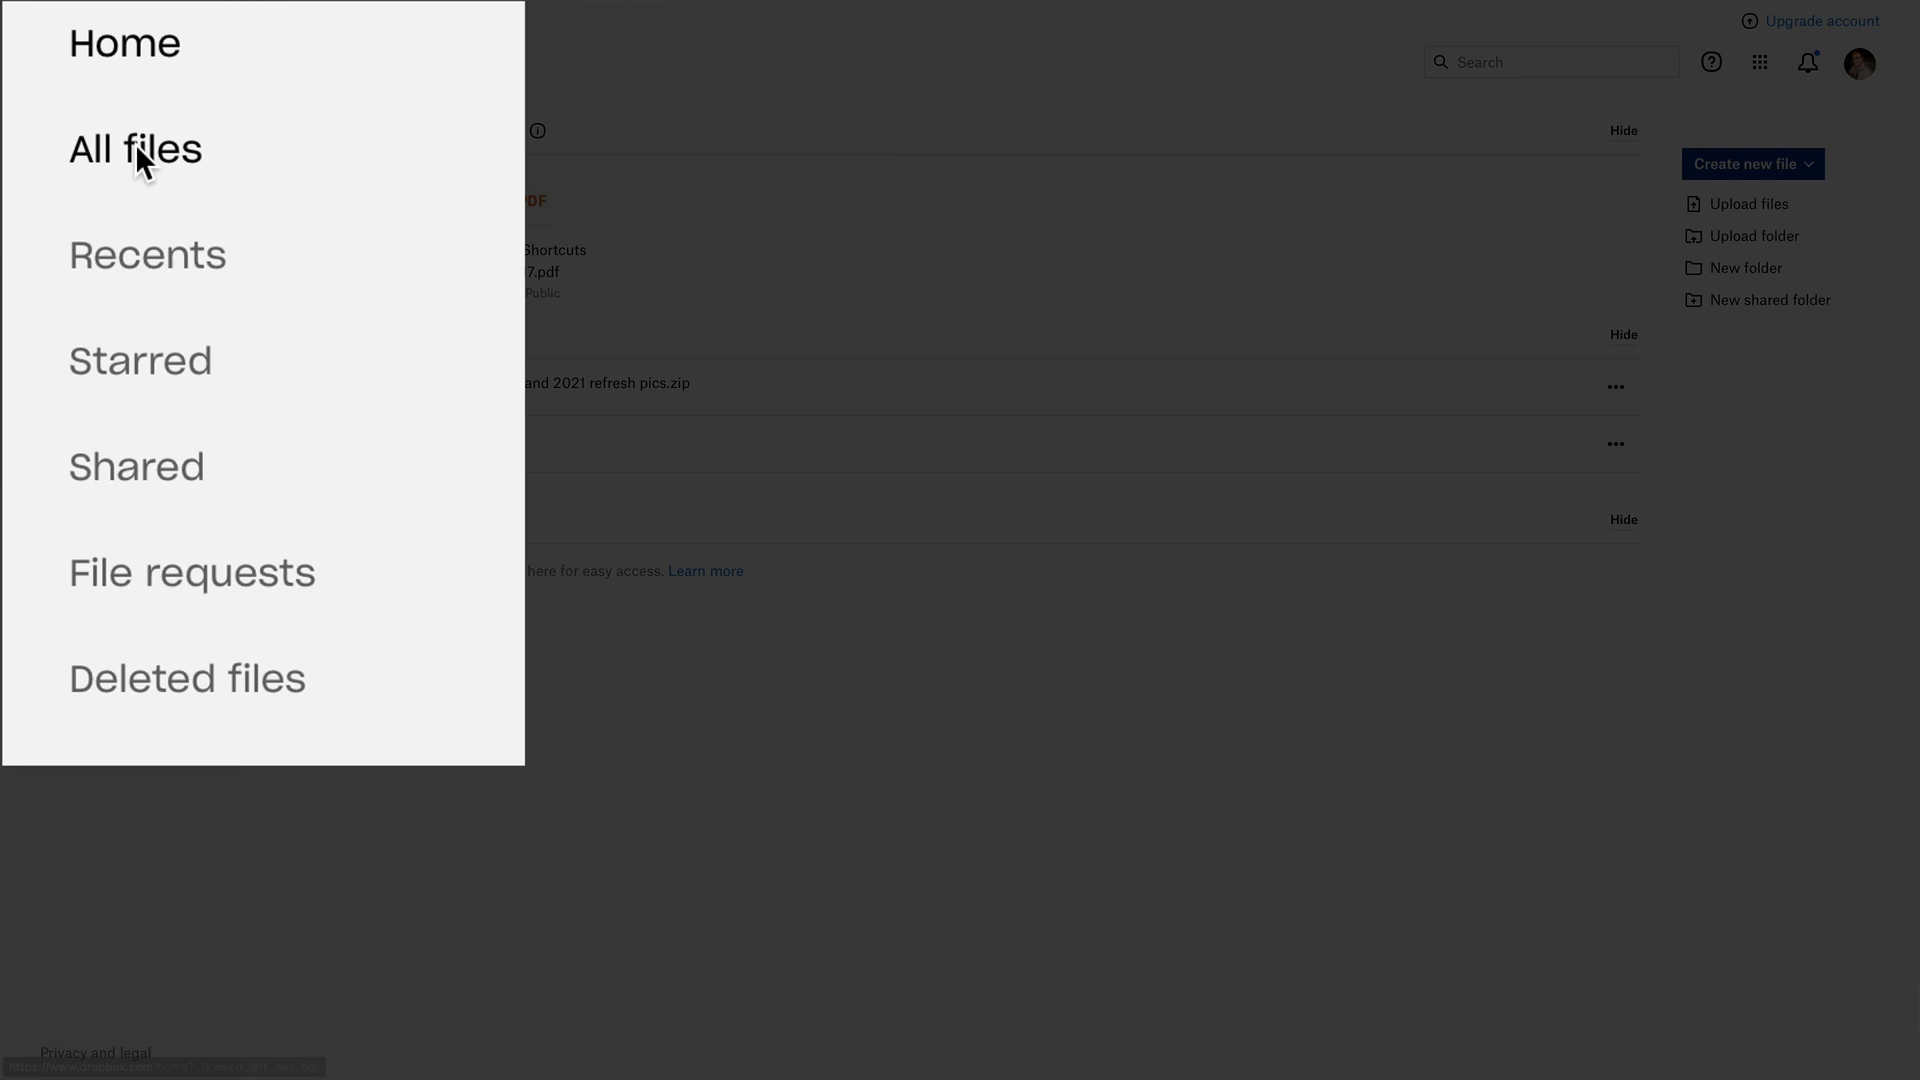 Home
All files
Recents
Starred
Shared
File requests
Deleted files
Upgrade account
Search
Hide
Shortcuts
7.pdf
Public
Hide
and 2021 refresh pics.zip
Hide
here for easy access. Learn more
Create new file
Upload files
Upload folder
New folder
New shared folder
Privacy and legal